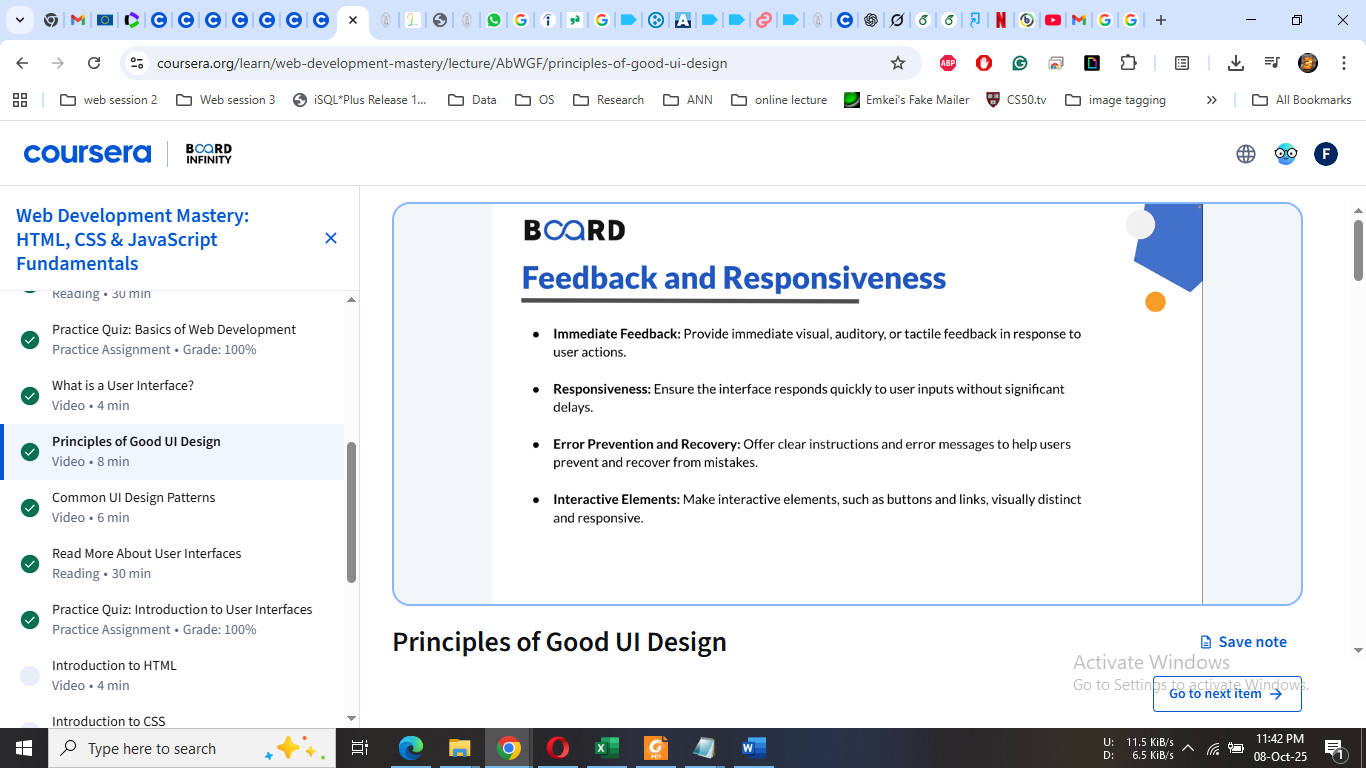 coursera.org/learn/web-development-mastery/lecture/AbWGF/principles-of-good-ui-design
web session 2
Web session 3
iSQL*Plus Release 1...
Data
OS
Research
ANN
online lecture
Emkei's Fake Mailer
CS50.tv
image tagging
All Bookmarks
coursera
BOARD
INFINITY
F
Web Development Mastery:
HTML, CSS & JavaScript
Fundamentals
Reading • 30 min
Practice Quiz: Basics of Web Development
Practice Assignment • Grade: 100%
What is a User Interface?
Video • 4 min
Principles of Good UI Design
Video • 8 min
Common UI Design Patterns
Video • 6 min
Read More About User Interfaces
Reading • 30 min
Practice Quiz: Introduction to User Interfaces
Practice Assignment • Grade: 100%
Introduction to HTML
Video • 4 min
Introduction to CSS
BOARD
Feedback and Responsiveness
• Immediate Feedback: Provide immediate visual, auditory, or tactile feedback in response to
user actions.
• Responsiveness: Ensure the interface responds quickly to user inputs without significant
delays.
• Error Prevention and Recovery: Offer clear instructions and error messages to help users
prevent and recover from mistakes.
• Interactive Elements: Make interactive elements, such as buttons and links, visually distinct
and responsive.
Principles of Good UI Design
Save note
Activate Windows
Go to Settings to activate Windows.
Go to next item
Type here to search
U: 11.5 KiB/s
D: 6.5 KiB/s
11:42 PM
08-Oct-25
1